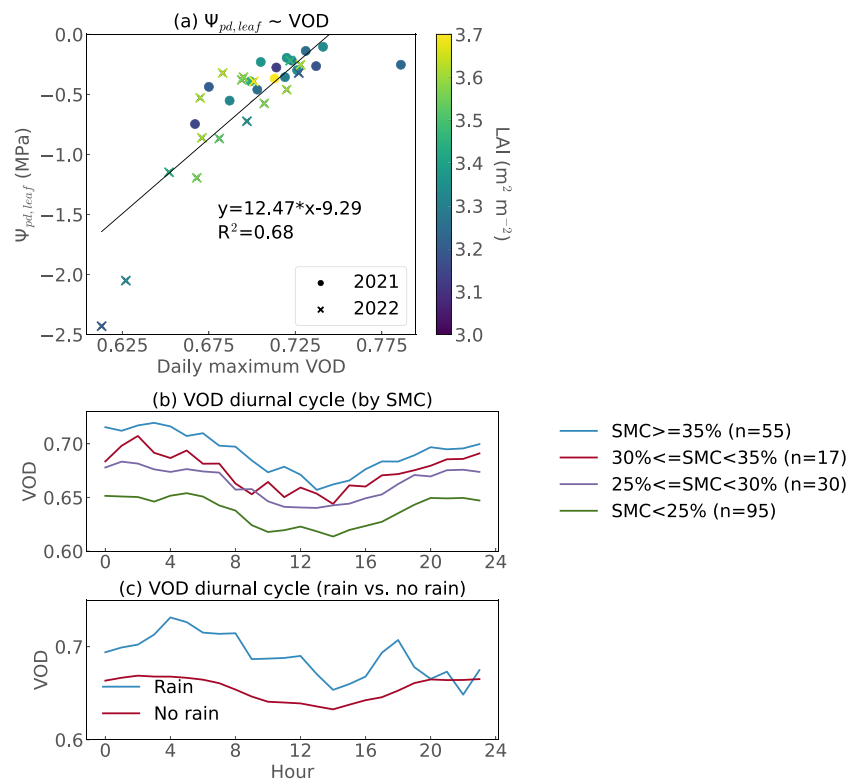 (a) Ψpd,leaf ~ VOD
0.0
−0.5
−1.0
−1.5
−2.0
−2.5
Ψpd,leaf (MPa)
y=12.47*x-9.29
R²=0.68
2021
2022
0.625
0.675
0.725
0.775
Daily maximum VOD
3.7
3.6
3.5
3.4
3.3
3.2
3.1
3.0
LAI (m² m⁻²)
(b) VOD diurnal cycle (by SMC)
0.70
0.65
0.60
VOD
0
4
8
12
16
20
24
SMC>=35% (n=55)
30%<=SMC<35% (n=17)
25%<=SMC<30% (n=30)
SMC<25% (n=95)
(c) VOD diurnal cycle (rain vs. no rain)
0.7
0.6
VOD
Rain
No rain
0
4
8
12
16
20
24
Hour